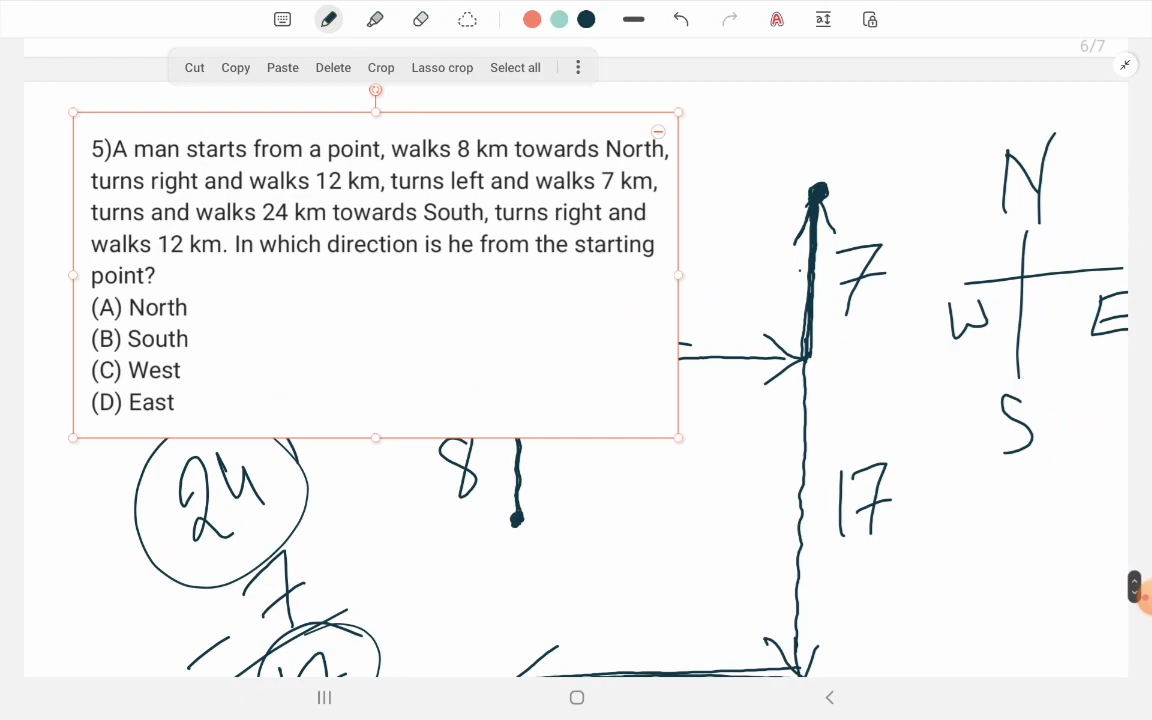 6/7
Cut Copy Paste Delete Crop Lasso crop Select all
5)A man starts from a point, walks 8 km towards North,
turns right and walks 12 km, turns left and walks 7 km,
turns and walks 24 km towards South, turns right and
walks 12 km. In which direction is he from the starting
point?
(A) North
(B) South
(C) West
(D) East
N
7
W E
S
24
8
17
7